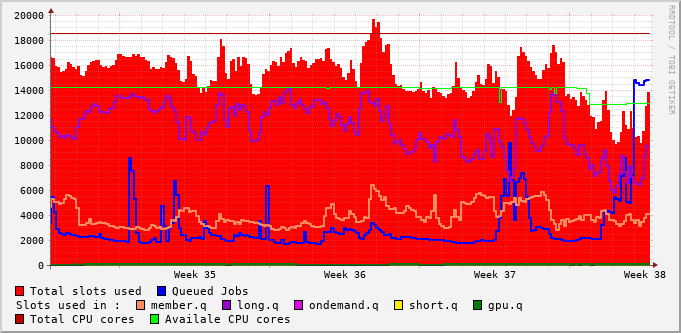 20000
18000
16000
14000
12000
10000
8000
6000
4000
2000
0
Week 35 Week 36 Week 37 Week 38
RRDTOOL / TOBI OETIKER
Total slots used Queued Jobs
Slots used in : member.q long.q ondemand.q short.q gpu.q
Total CPU cores Availale CPU cores